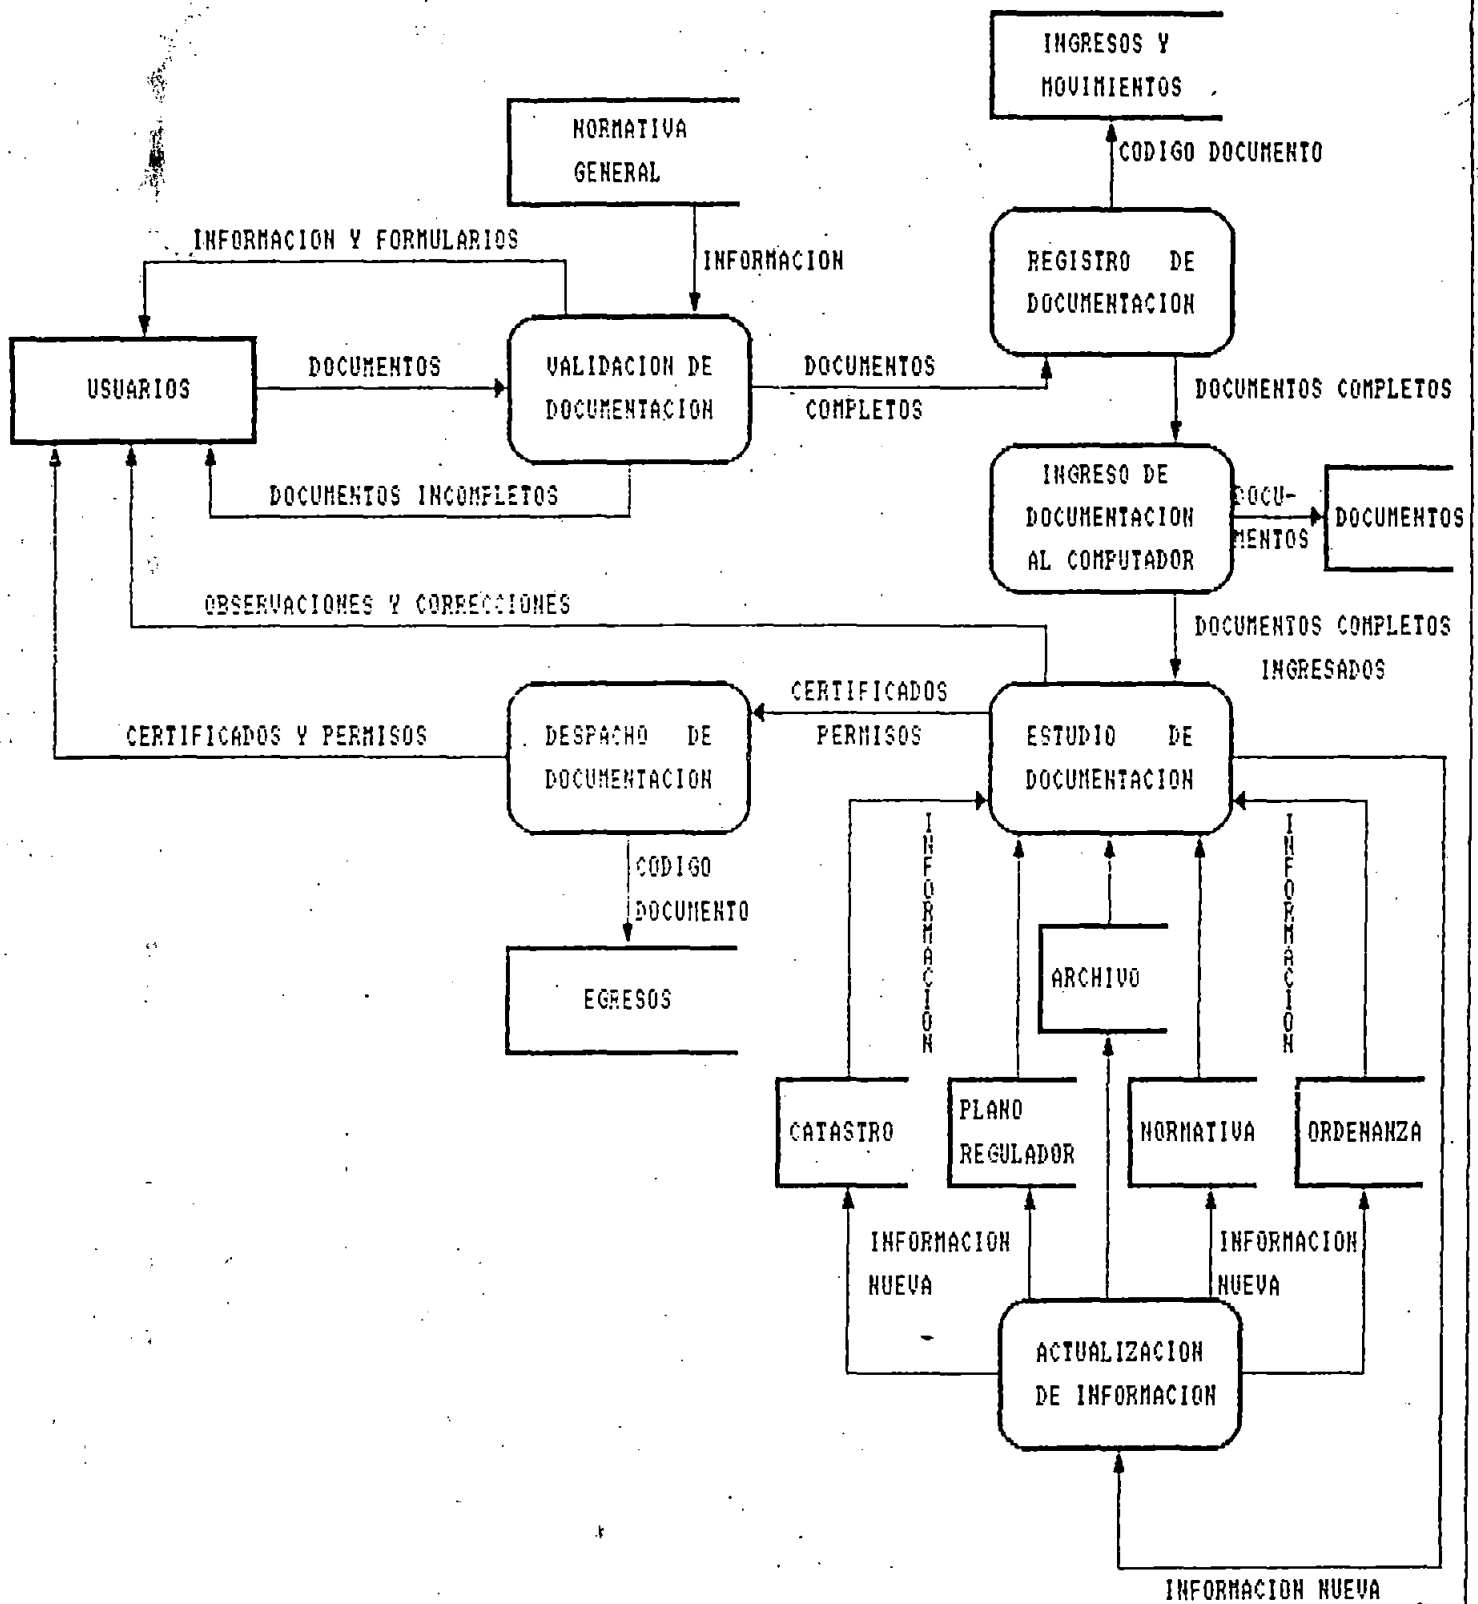 INGRESOS Y
MOVIMIENTOS
CODIGO DOCUMENTO
NORMATIVA
GENERAL
INFORMACION Y FORMULARIOS
INFORMACION
REGISTRO DE
DOCUMENTACION
USUARIOS
DOCUMENTOS
VALIDACION DE
DOCUMENTACION
DOCUMENTOS
COMPLETOS
DOCUMENTOS COMPLETOS
DOCUMENTOS INCOMPLETOS
INGRESO DE
DOCUMENTACION
AL COMPUTADOR
DOCU-
MENTOS
DOCUMENTOS
OBSERVACIONES Y CORRECCIONES
DOCUMENTOS COMPLETOS
INGRESADOS
CERTIFICADOS
PERMISOS
CERTIFICADOS Y PERMISOS
DESPACHO DE
DOCUMENTACION
ESTUDIO DE
DOCUMENTACION
CODIGO
DOCUMENTO
EGRESOS
INFORMACION
INFORMACION
ARCHIVO
CATASTRO
PLANO
REGULADOR
NORMATIVA
ORDENANZA
INFORMACION
NUEVA
INFORMACION
NUEVA
ACTUALIZACION
DE INFORMACION
INFORMACION NUEVA